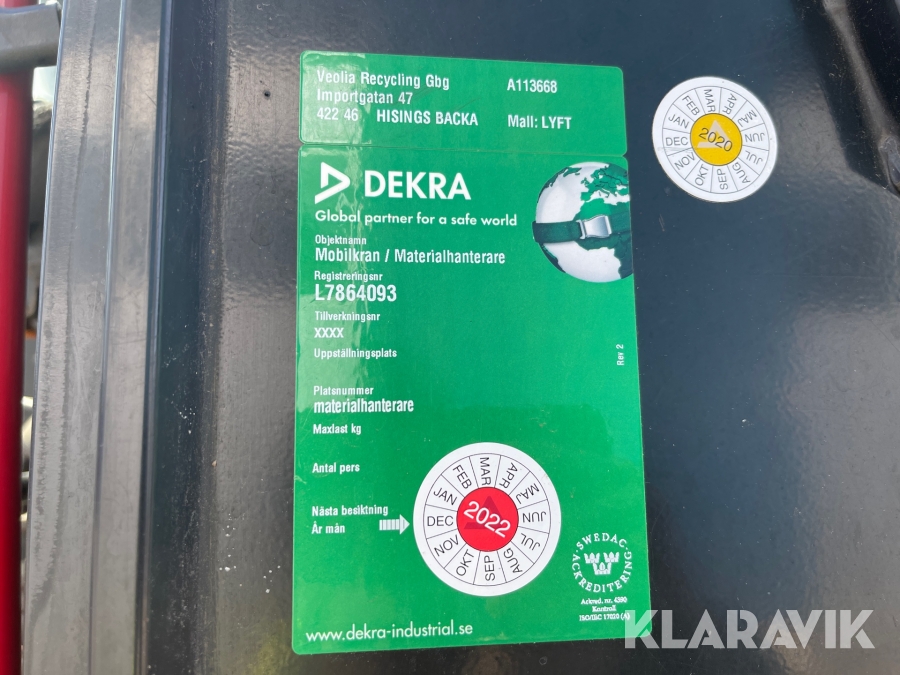 Veolia Recycling Gbg A113668
Importgatan 47
422 46 HISINGS BACKA Mall: LYFT
DEKRA
Global partner for a safe world
Objektnamn
Mobilkran / Materialhanterare
Registreringsnr
L7864093
Tillverkningsnr
XXXX
Uppställningsplats
Rev 2
Platsnummer
materialhanterare
Maxlast kg
Antal pers
Nästa besiktning
År mån
JAN FEB MAR APR MAJ JUN JUL AUG SEP OKT NOV DEC
2022
SWEDAC
ACKREDITERING
Ackred. nr. 4380
Kontroll
ISO/IEC 17020 (A)
www.dekra-industrial.se
JAN FEB MAR APR MAJ JUN JUL AUG SEP OKT NOV DEC
2020
KLARAVIK